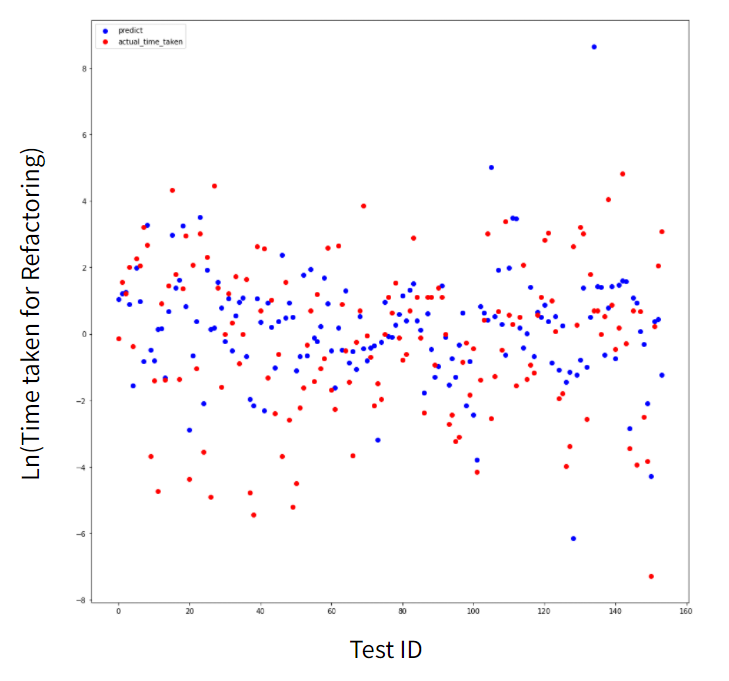 predict
actual_time_taken
8
6
4
2
0
−2
−4
−6
−8
Ln(Time taken for Refactoring)
0 20 40 60 80 100 120 140 160
Test ID